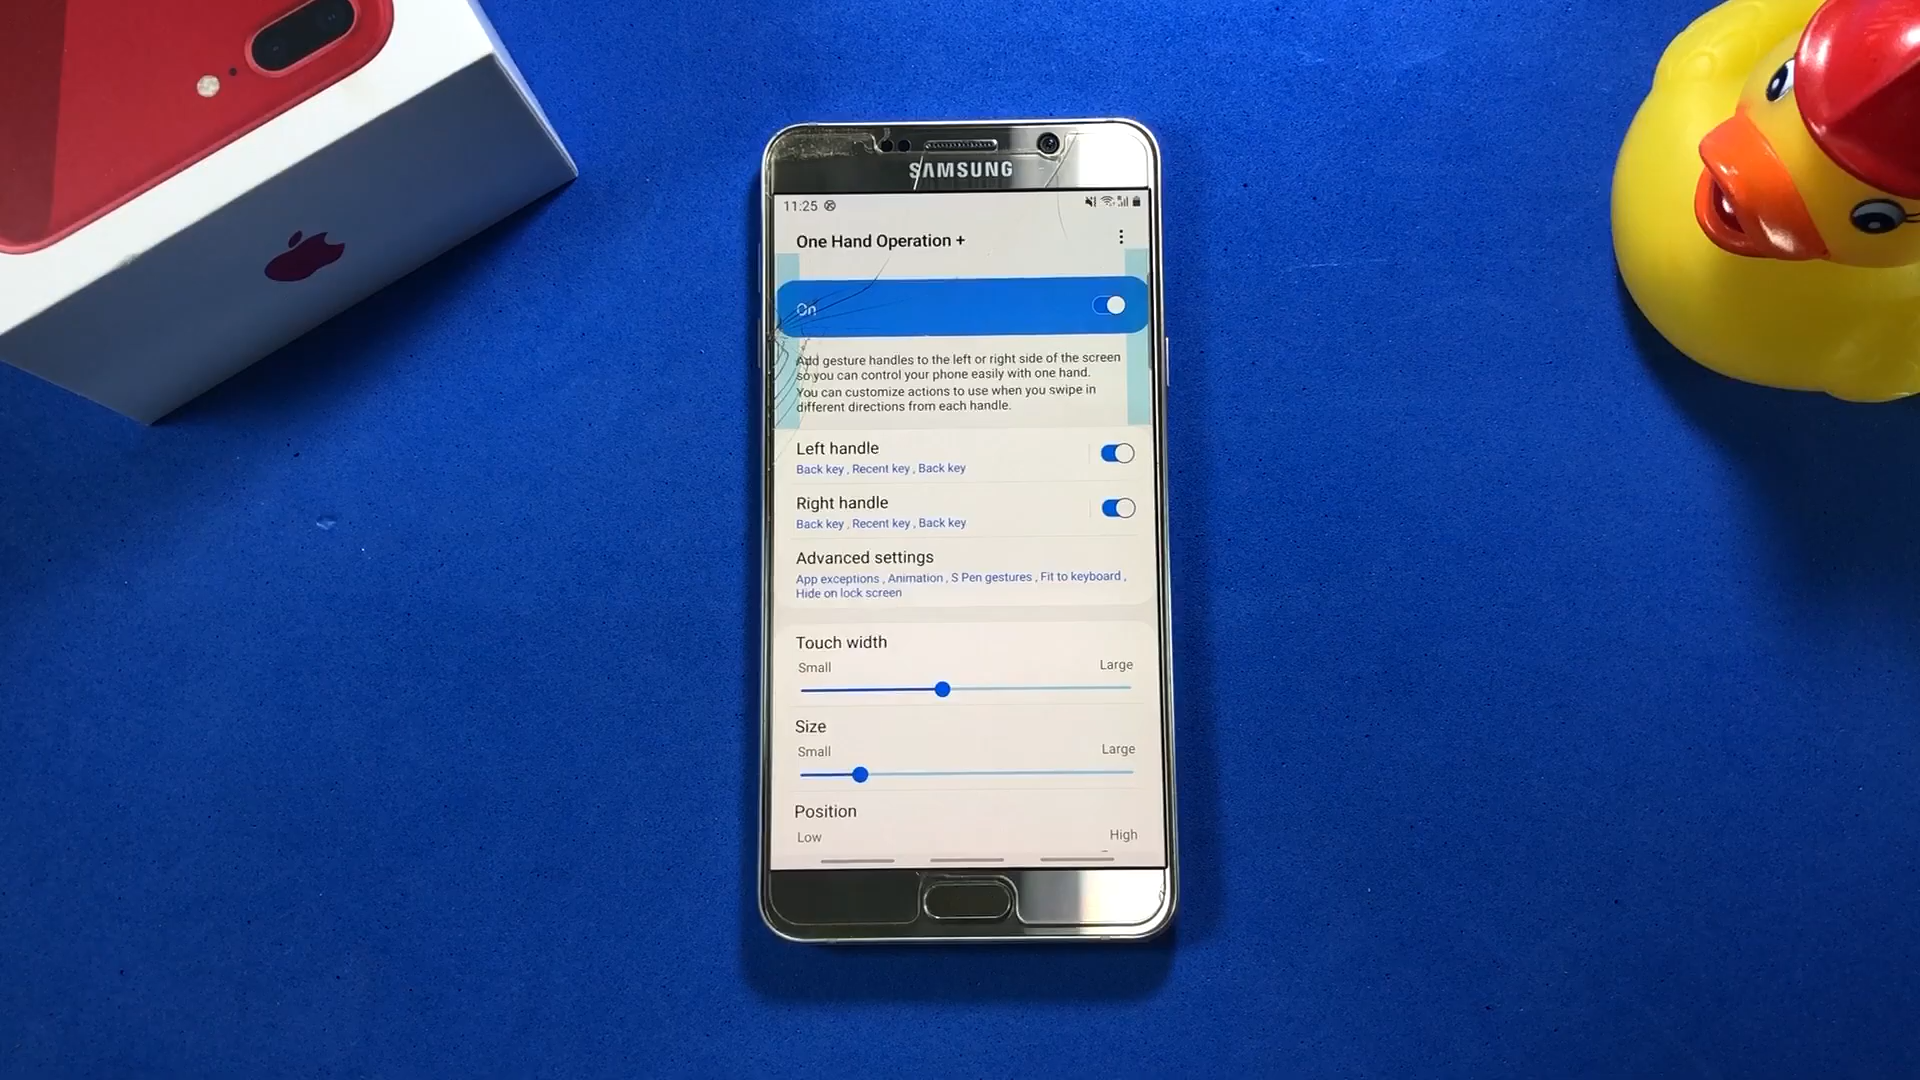 SAMSUNG
11:25
One Hand Operation +
On
Add gesture handles to the left or right side of the screen
so you can control your phone easily with one hand.
You can customize actions to use when you swipe in
different directions from each handle.
Left handle
Back key , Recent key , Back key
Right handle
Back key , Recent key , Back key
Advanced settings
App exceptions , Animation , S Pen gestures , Fit to keyboard ,
Hide on lock screen
Touch width
Small Large
Size
Small Large
Position
Low High